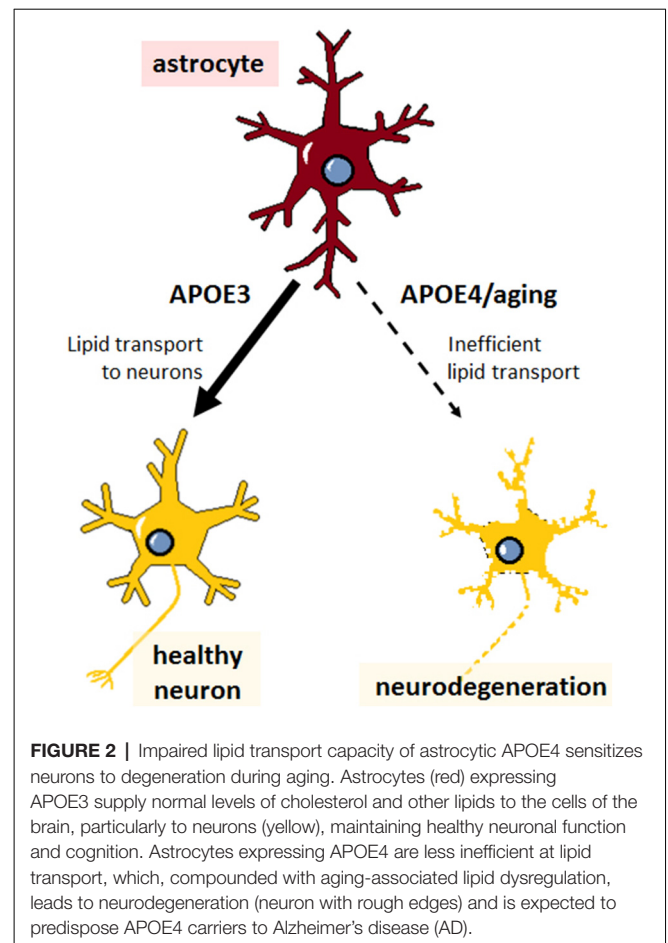 astrocyte
APOE3
APOE4/aging
Lipid transport
to neurons
Inefficient
lipid transport
healthy
neuron
neurodegeneration
FIGURE 2 | Impaired lipid transport capacity of astrocytic APOE4 sensitizes
neurons to degeneration during aging. Astrocytes (red) expressing
APOE3 supply normal levels of cholesterol and other lipids to the cells of the
brain, particularly to neurons (yellow), maintaining healthy neuronal function
and cognition. Astrocytes expressing APOE4 are less inefficient at lipid
transport, which, compounded with aging-associated lipid dysregulation,
leads to neurodegeneration (neuron with rough edges) and is expected to
predispose APOE4 carriers to Alzheimer’s disease (AD).